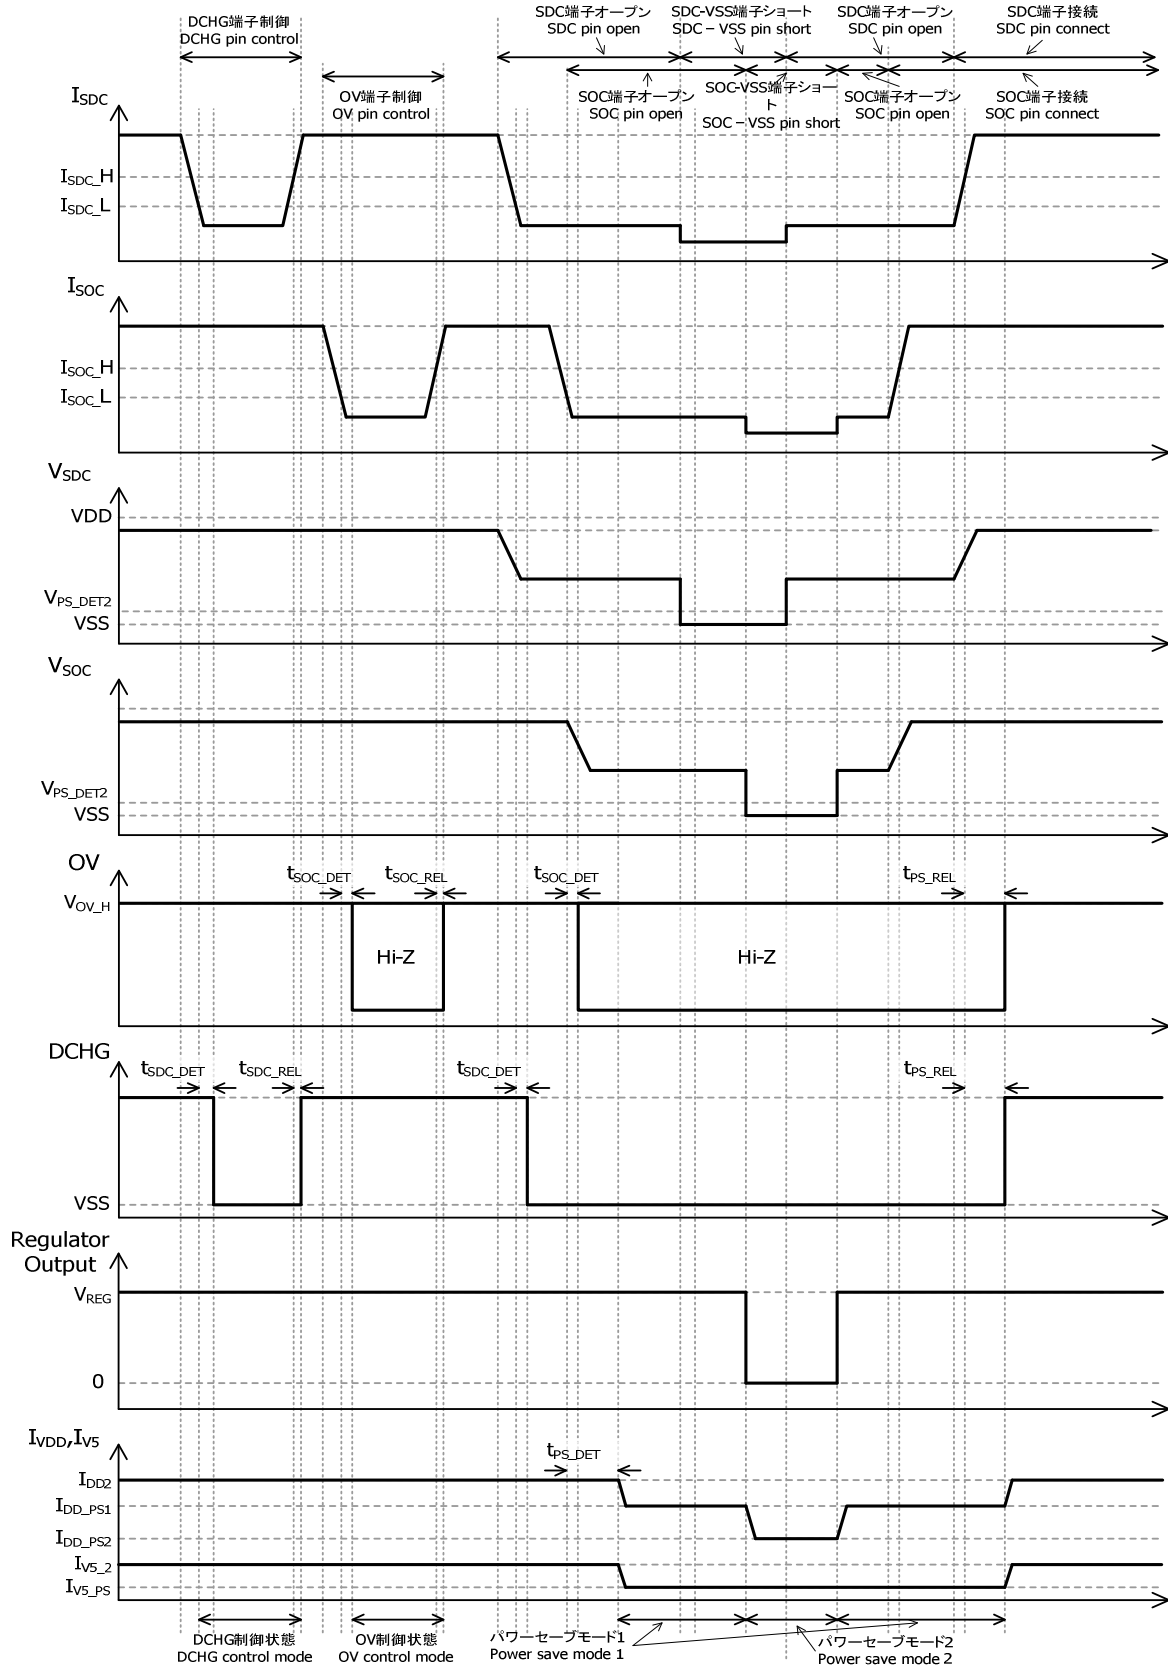 DCHG端子制御
DCHG pin control
SDC端子オープン
SDC pin open
SDC-VSS端子ショート
SDC－VSS pin short
SDC端子オープン
SDC pin open
SDC端子接続
SDC pin connect
OV端子制御
OV pin control
SOC端子オープン
SOC pin open
SOC-VSS端子ショー
ト
SOC－VSS pin short
SOC端子オープン
SOC pin open
SOC端子接続
SOC pin connect
ISDC
ISDC_H
ISDC_L
ISOC
ISOC_H
ISOC_L
VSDC
VDD
VPS_DET2
VSS
VSOC
VPS_DET2
VSS
OV
tSOC_DET
tSOC_REL
tSOC_DET
tPS_REL
VOV_H
Hi-Z
Hi-Z
DCHG
tSDC_DET
tSDC_REL
tSDC_DET
tPS_REL
VSS
Regulator
Output
VREG
0
IVDD,IV5
tPS_DET
IDD2
IDD_PS1
IDD_PS2
IV5_2
IV5_PS
DCHG制御状態
DCHG control mode
OV制御状態
OV control mode
パワーセーブモード1
Power save mode 1
パワーセーブモード2
Power save mode 2